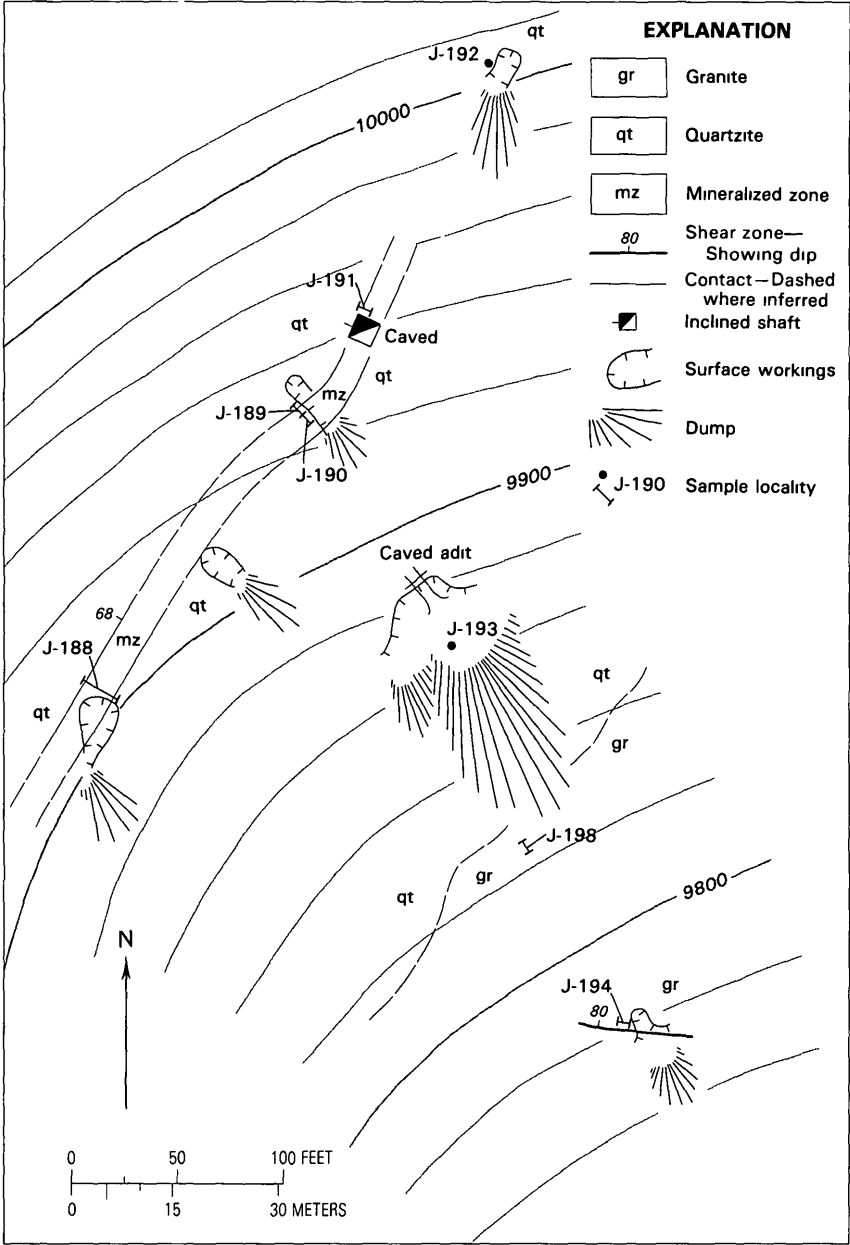 EXPLANATION
gr Granite
qt Quartzite
mz Mineralized zone
80 Shear zone—
Showing dip
Contact—Dashed
where inferred
Inclined shaft
Surface workings
Dump
J-190 Sample locality
qt
J-192
10000
J-191
qt
Caved
qt
mz
J-189
J-190
9900
Caved adit
qt
68
mz
J-193
J-188
qt
qt
gr
J-198
gr
qt
9800
N
gr
J-194
80
0 50 100 FEET
0 15 30 METERS